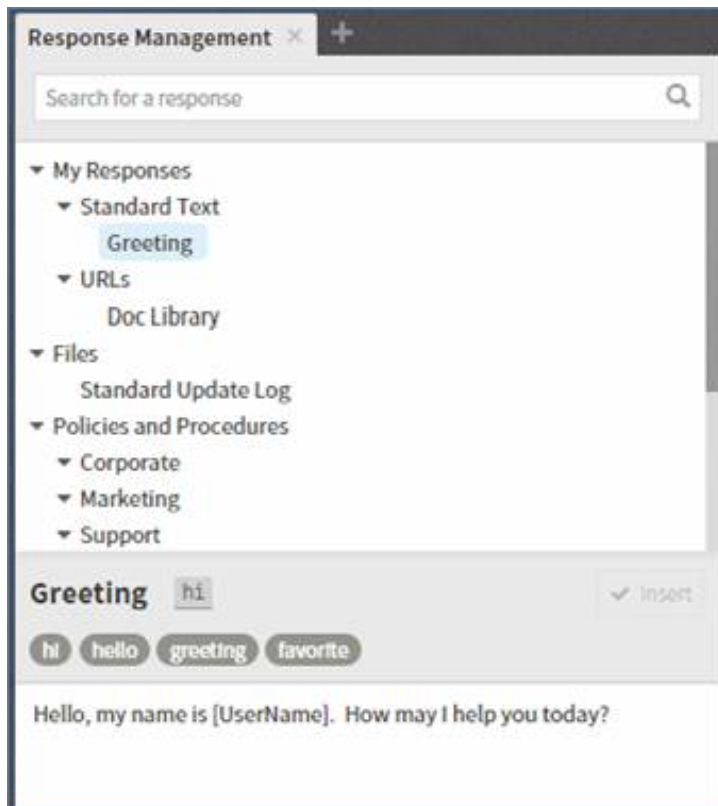 Response Management
Search for a response
My Responses
Standard Text
Greeting
URLs
Doc Library
Files
Standard Update Log
Policies and Procedures
Corporate
Marketing
Support
Greeting hi Insert
hi hello greeting favorite
Hello, my name is [UserName].  How may I help you today?